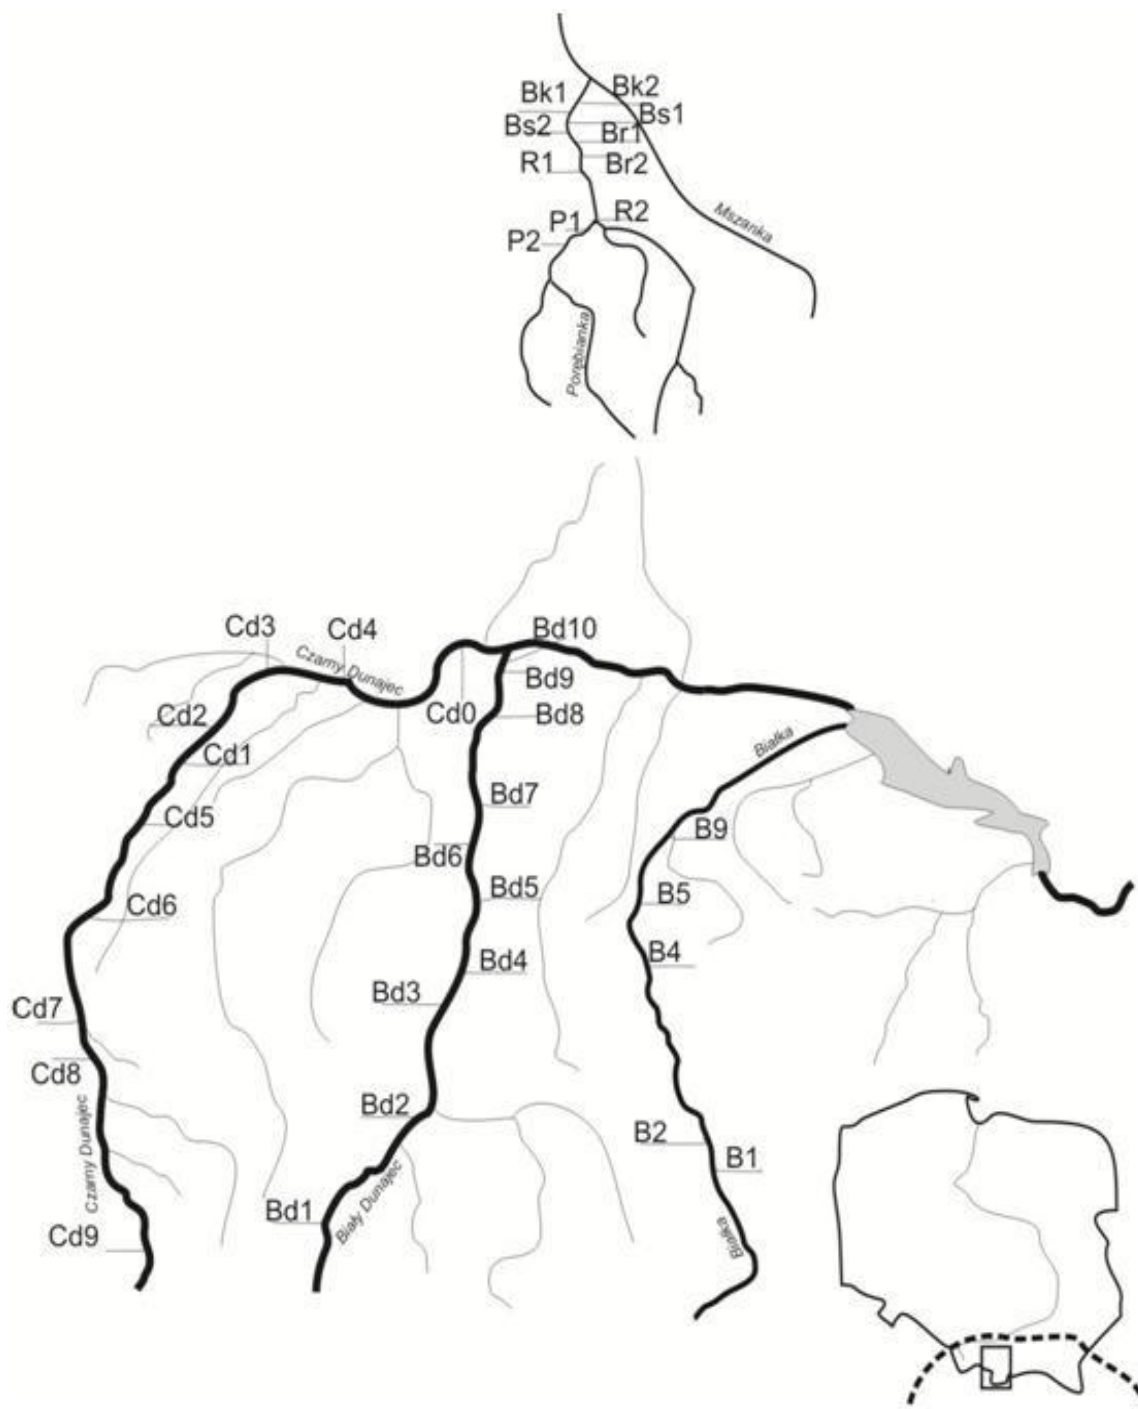 Bk1
Bk2
Bs1
Bs2
Br1
R1
Br2
P1
R2
P2
Mszanka
Porębianka
Cd3
Cd4
Bd10
Czarny Dunajec
Bd9
Cd2
Cd0
Bd8
Cd1
Białka
Bd7
Cd5
B9
Bd6
Bd5
B5
Cd6
B4
Bd4
Bd3
Cd7
Cd8
Bd2
B2
B1
Czarny Dunajec
Bd1
Biały Dunajec
Cd9
Białka